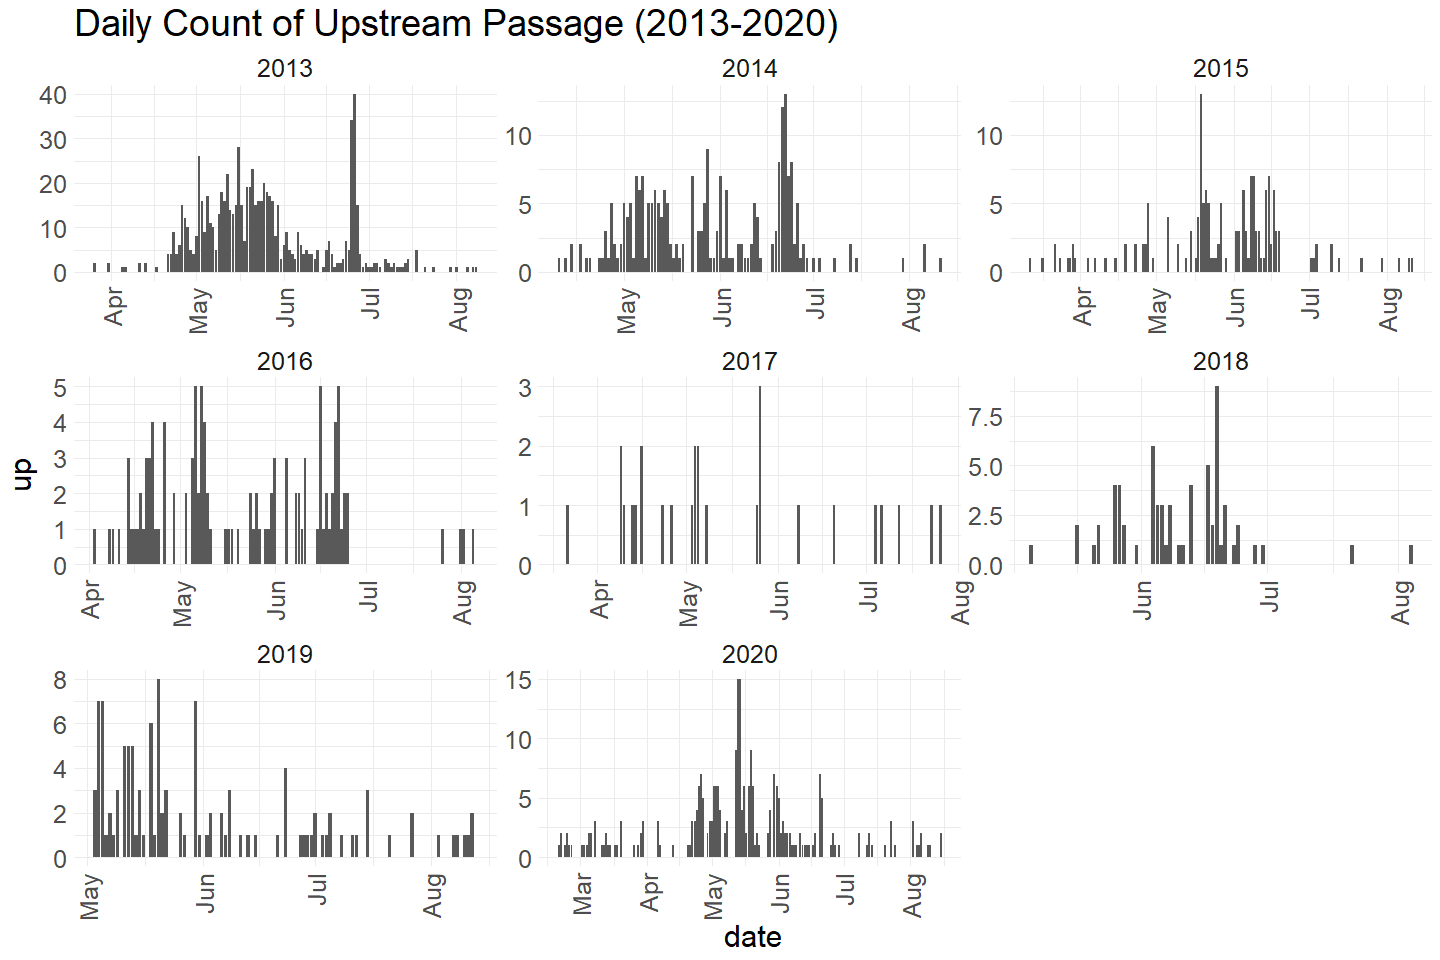 Daily Count of Upstream Passage (2013-2020)
2013 2014 2015
40
30
20
10
0
Apr May Jun Jul Aug
10
5
0
May Jun Jul Aug
10
5
0
Apr May Jun Jul Aug
up
2016 2017 2018
5
4
3
2
1
0
Apr May Jun Jul Aug
3
2
1
0
Apr May Jun Jul Aug
7.5
5.0
2.5
0.0
Jun Jul Aug
2019 2020
8
6
4
2
0
May Jun Jul Aug
15
10
5
0
Mar Apr May Jun Jul Aug
date